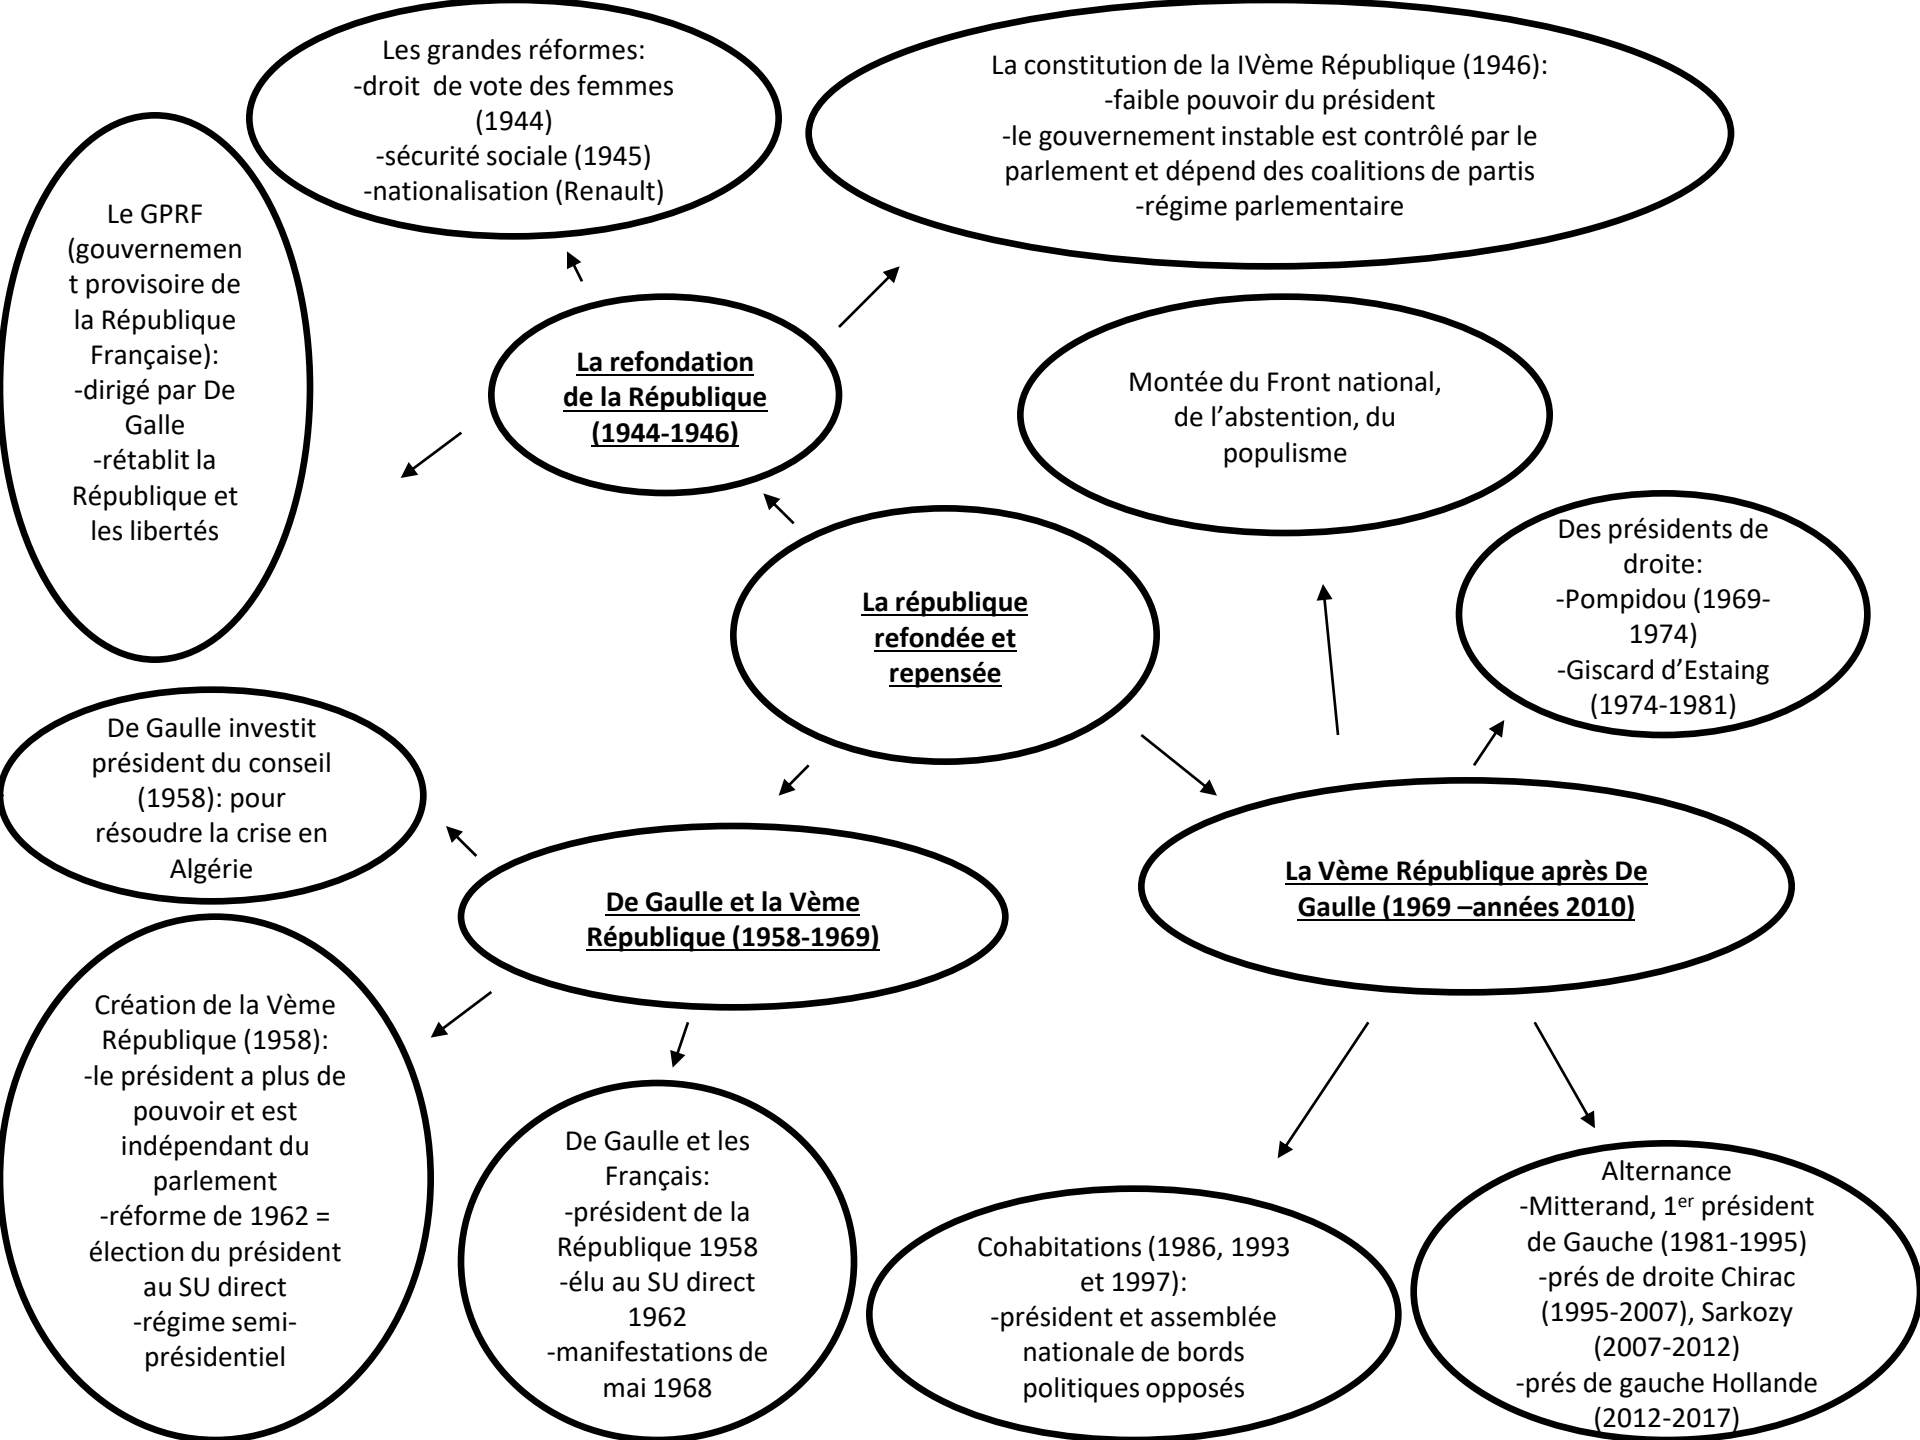 Les grandes réformes:
-droit  de vote des femmes
(1944)
-sécurité sociale (1945)
-nationalisation (Renault)
La constitution de la IVème République (1946):
-faible pouvoir du président
-le gouvernement instable est contrôlé par le
parlement et dépend des coalitions de partis
-régime parlementaire
Le GPRF
(gouvernemen
t provisoire de
la République
Française):
-dirigé par De
Galle
-rétablit la
République et
les libertés
La refondation
de la République
(1944-1946)
Montée du Front national,
de l’abstention, du
populisme
Des présidents de
droite:
-Pompidou (1969-
1974)
-Giscard d’Estaing
(1974-1981)
La république
refondée et
repensée
De Gaulle investit
président du conseil
(1958): pour
résoudre la crise en
Algérie
De Gaulle et la Vème
République (1958-1969)
La Vème République après De
Gaulle (1969 –années 2010)
Création de la Vème
République (1958):
-le président a plus de
pouvoir et est
indépendant du
parlement
-réforme de 1962 =
élection du président
au SU direct
-régime semi-
présidentiel
De Gaulle et les
Français:
-président de la
République 1958
-élu au SU direct
1962
-manifestations de
mai 1968
Cohabitations (1986, 1993
et 1997):
-président et assemblée
nationale de bords
politiques opposés
Alternance
-Mitterand, 1er président
de Gauche (1981-1995)
-prés de droite Chirac
(1995-2007), Sarkozy
(2007-2012)
-prés de gauche Hollande
(2012-2017)